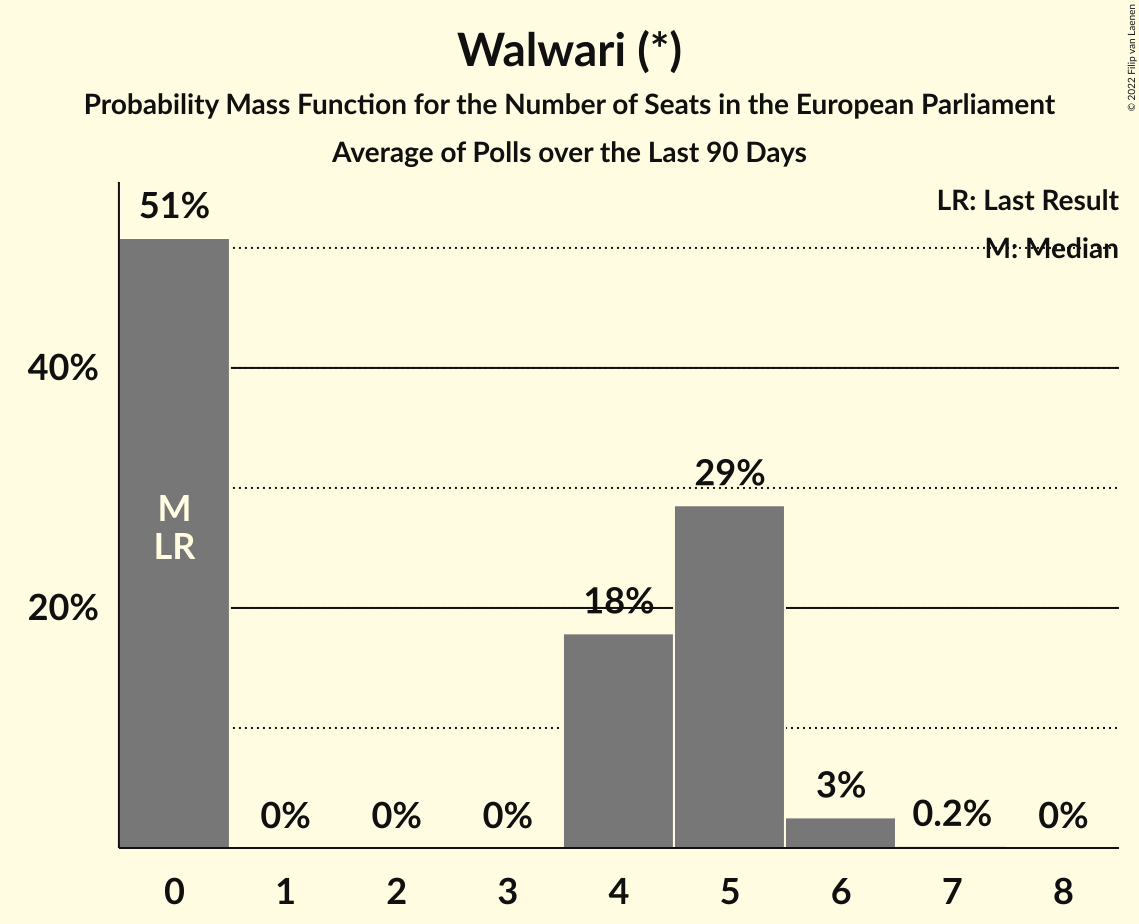 Walwari (*)
Probability Mass Function for the Number of Seats in the European Parliament
Average of Polls over the Last 90 Days
© 2022 Filip van Laenen
LR: Last Result
M: Median
51%
40%
20%
M
LR
0%
0%
0%
18%
29%
3%
0.2%
0%
0 1 2 3 4 5 6 7 8